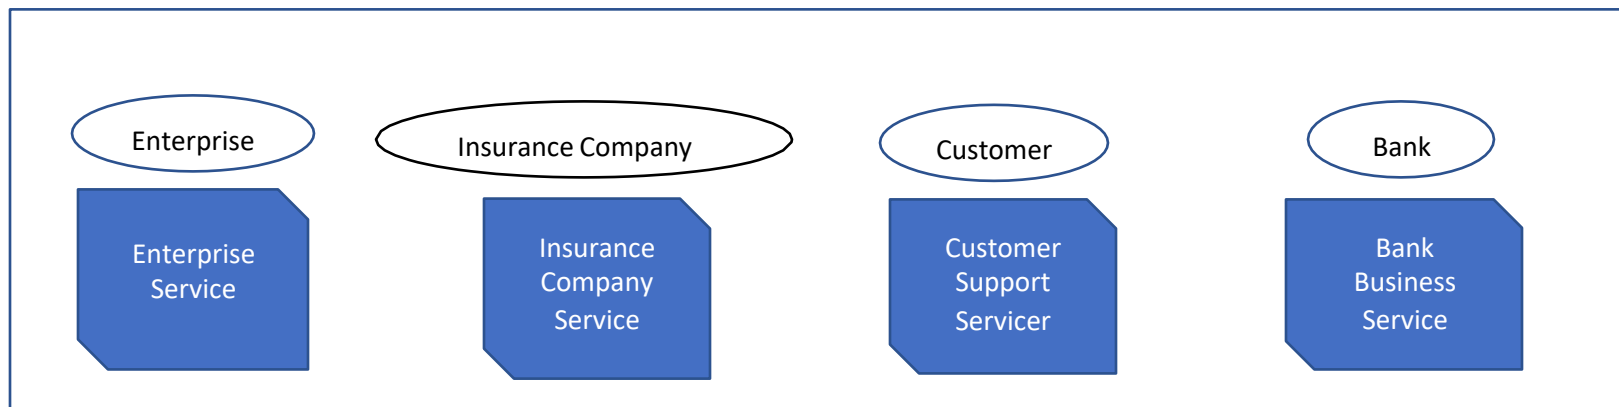 Enterprise
Insurance Company
Customer
Bank
Enterprise
Service
Insurance
Company
Service
Customer
Support
Servicer
Bank
Business
Service